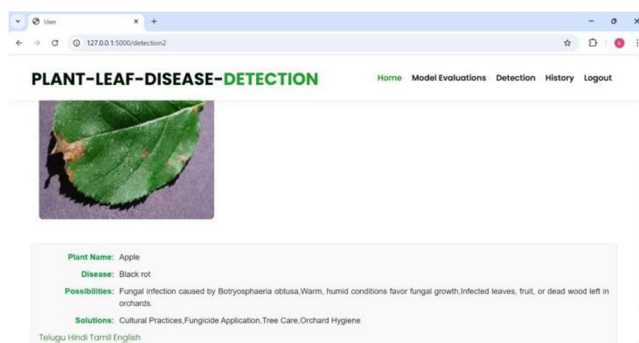 User
127.0.0.1:5000/detection2
PLANT-LEAF-DISEASE-DETECTION
Home Model Evaluations Detection History Logout
Plant Name: Apple
Disease: Black rot
Possibilities: Fungal infection caused by Botryosphaeria obtusa,Warm, humid conditions favor fungal growth,Infected leaves, fruit, or dead wood left in
orchards.
Solutions: Cultural Practices,Fungicide Application,Tree Care,Orchard Hygiene
Telugu Hindi Tamil English